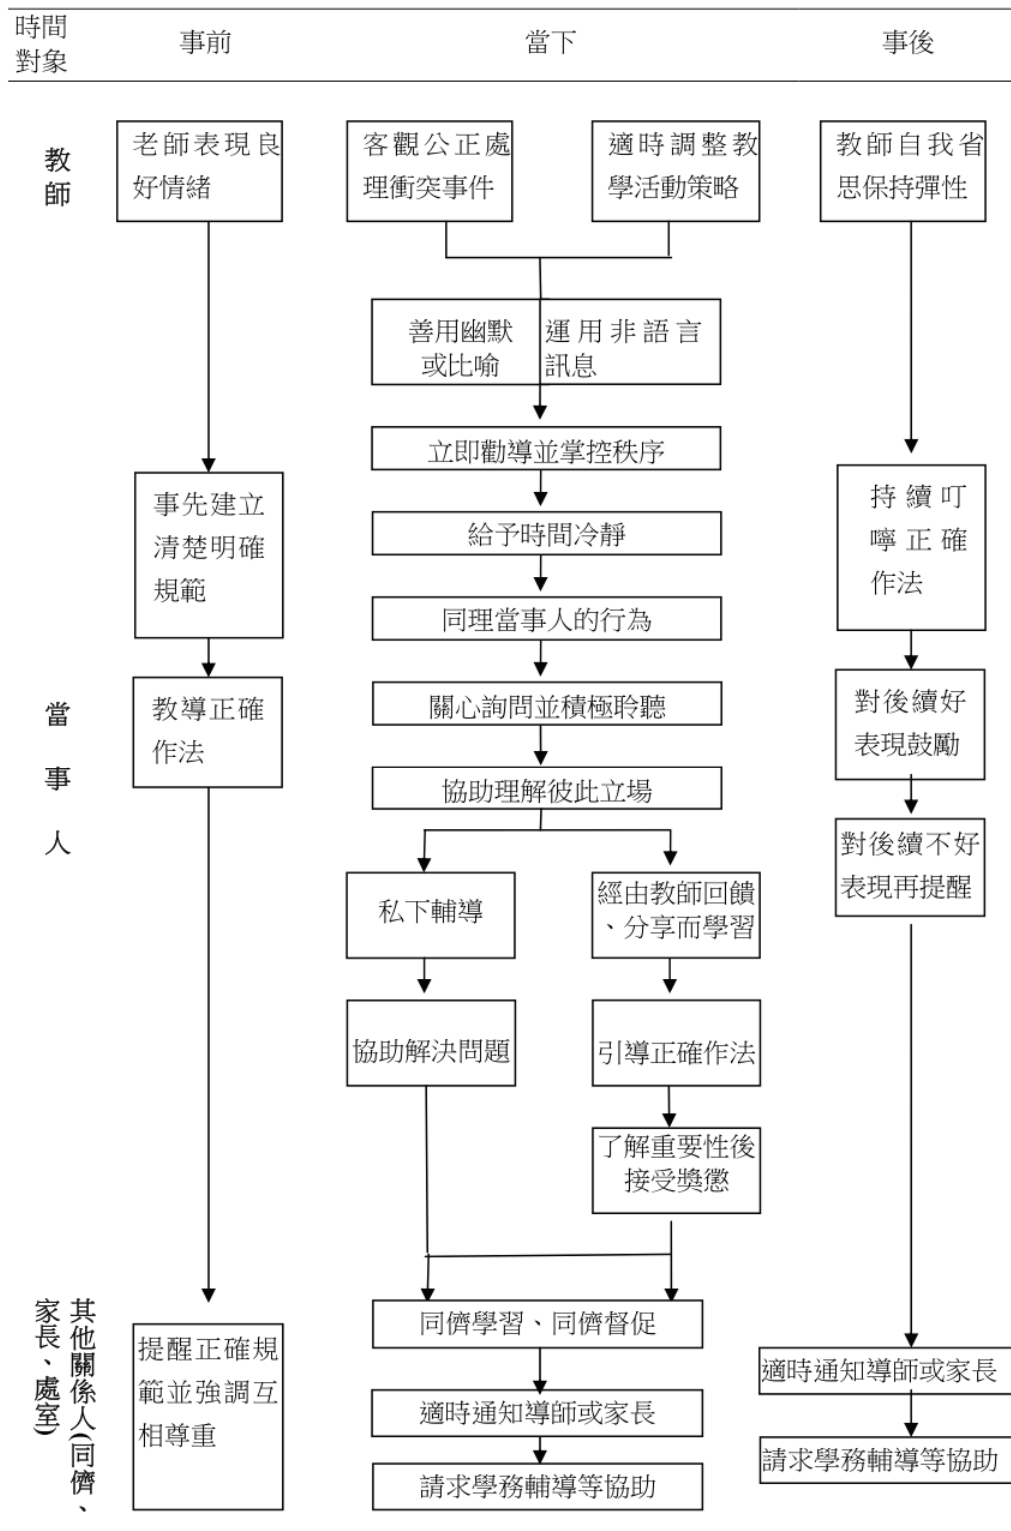 時間
對象
事前
當下
事後
教師
老師表現良
好情緒
客觀公正處
理衝突事件
適時調整教
學活動策略
教師自我省
思保持彈性
善用幽默
或比喻
運用非語言
訊息
立即勸導並掌控秩序
給予時間冷靜
同理當事人的行為
關心詢問並積極聆聽
協助理解彼此立場
事先建立
清楚明確
規範
持續叮
嚀正確
作法
當事人
教導正確
作法
對後續好
表現鼓勵
對後續不好
表現再提醒
私下輔導
經由教師回饋
、分享而學習
協助解決問題
引導正確作法
了解重要性後
接受獎懲
其他關係人(同儕、
家長、處室)
提醒正確規
範並強調互
相尊重
同儕學習、同儕督促
適時通知導師或家長
請求學務輔導等協助
適時通知導師或家長
請求學務輔導等協助